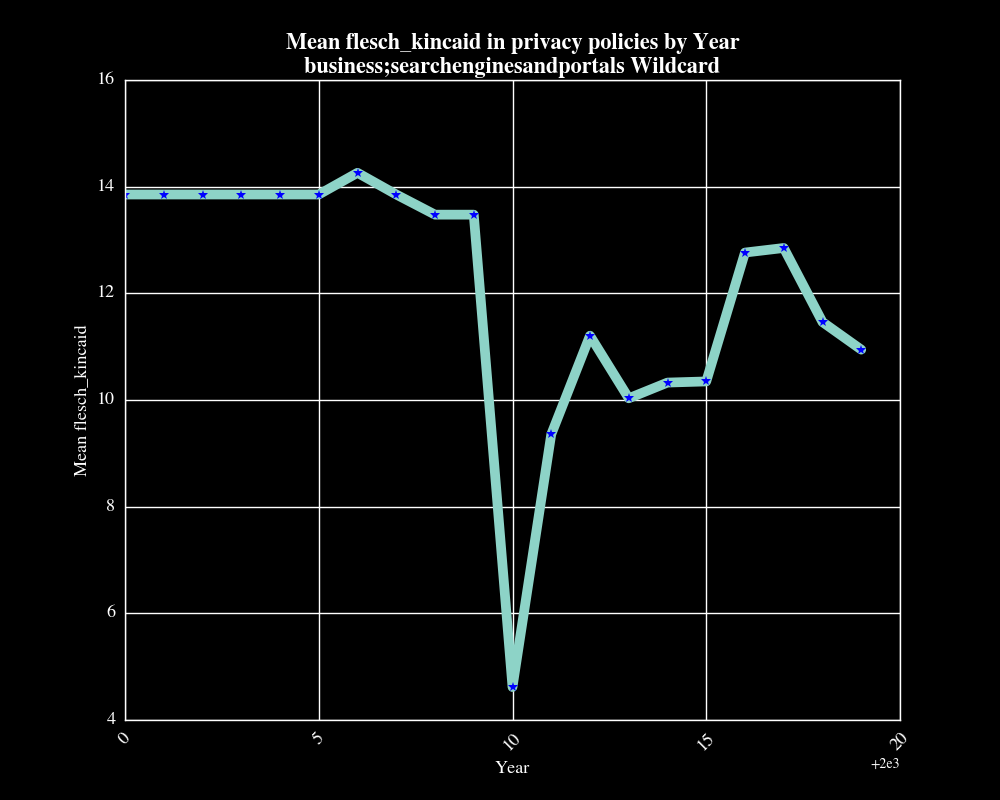 Mean flesch_kincaid in privacy policies by Year
business;searchenginesandportals Wildcard
16
14
12
10
8
6
4
Mean flesch_kincaid
0
5
10
15
20
Year
+2e3